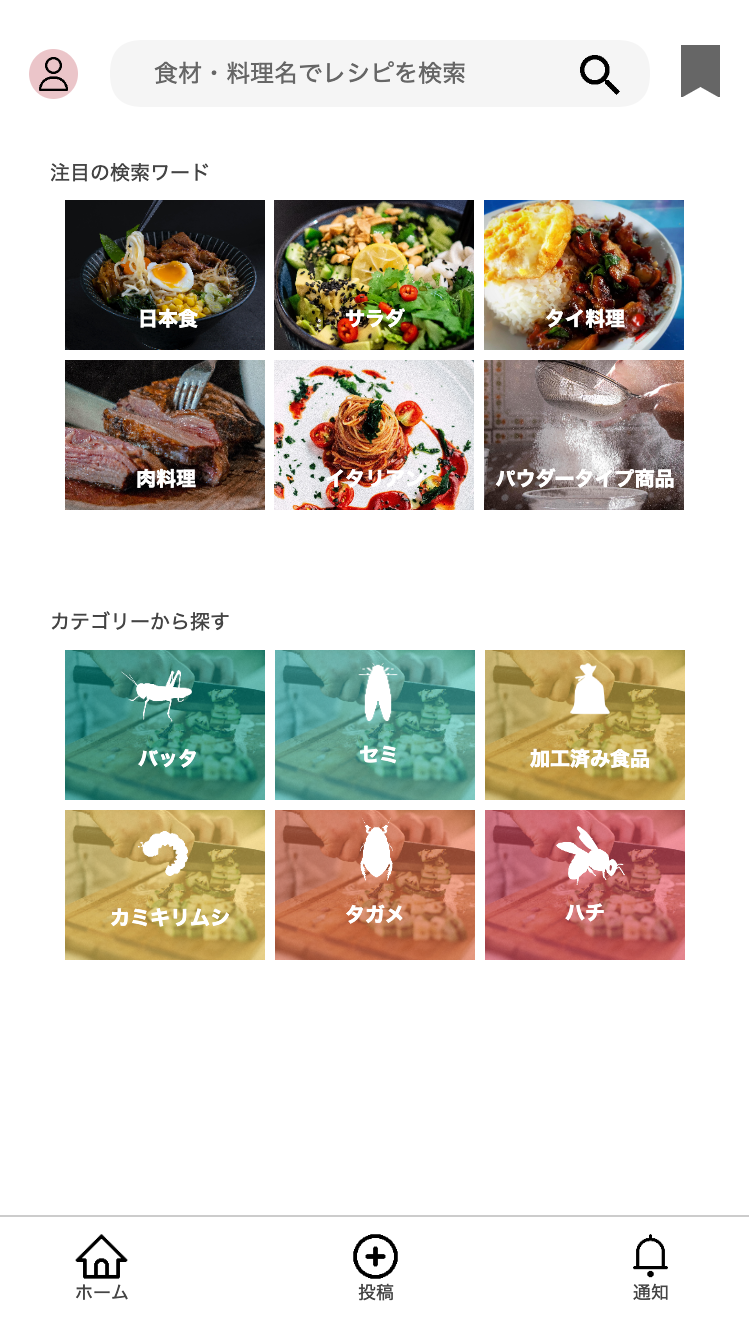 食材・料理名でレシピを検索
注目の検索ワード
日本食
サラダ
タイ料理
肉料理
イタリアン
パウダータイプ商品
カテゴリーから探す
バッタ
セミ
加工済み食品
カミキリムシ
タガメ
ハチ
ホーム
投稿
通知